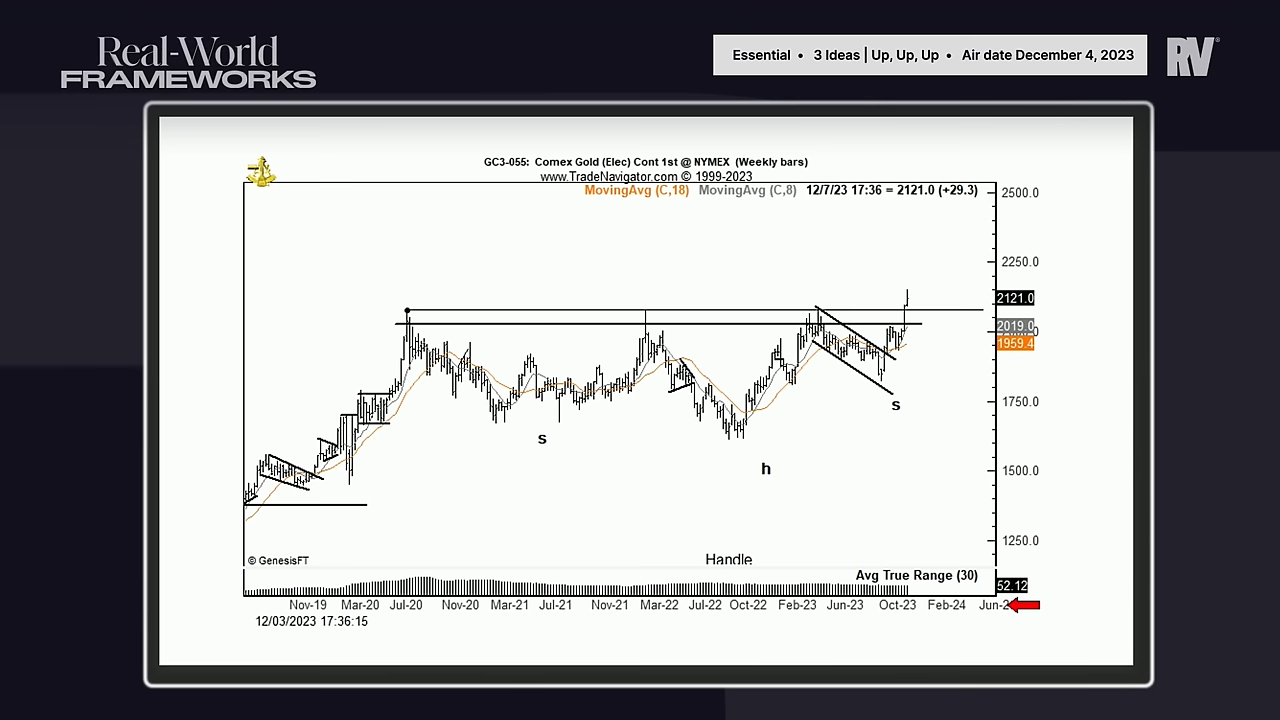 Real-World
FRAMEWORKS
Essential • 3 Ideas | Up, Up, Up • Air date December 4, 2023
RV
GC3-055: Comex Gold (Elec) Cont 1st @ NYMEX (Weekly bars)
www.TradeNavigator.com © 1999-2023
MovingAvg (C,18) MovingAvg (C,8) 12/7/23 17:36 = 2121.0 (+29.3)
2500.0
2250.0
2121.0
2019.0
1959.4
1750.0
s
s
h
1500.0
1250.0
© GenesisFT
Handle
Avg True Range (30)
52.12
Nov-19 Mar-20 Jul-20 Nov-20 Mar-21 Jul-21 Nov-21 Mar-22 Jul-22 Oct-22 Feb-23 Jun-23 Oct-23 Feb-24
12/03/2023 17:36:15